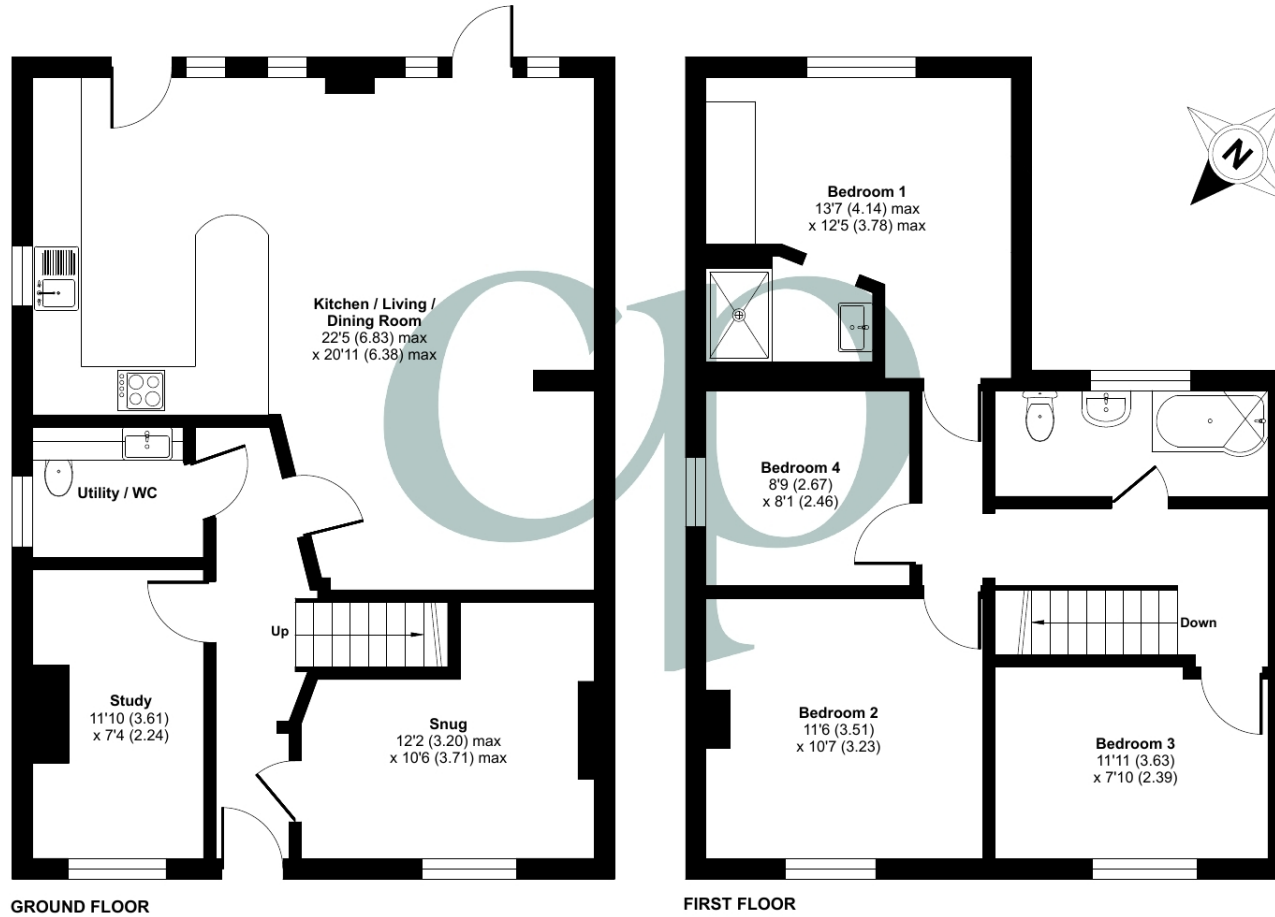 Kitchen / Living /
Dining Room
22'5 (6.83) max
x 20'11 (6.38) max
Utility / WC
Up
Study
11'10 (3.61)
x 7'4 (2.24)
Snug
12'2 (3.20) max
x 10'6 (3.71) max
GROUND FLOOR
N
Bedroom 1
13'7 (4.14) max
x 12'5 (3.78) max
Bedroom 4
8'9 (2.67)
x 8'1 (2.46)
Down
Bedroom 2
11'6 (3.51)
x 10'7 (3.23)
Bedroom 3
11'11 (3.63)
x 7'10 (2.39)
FIRST FLOOR
cp